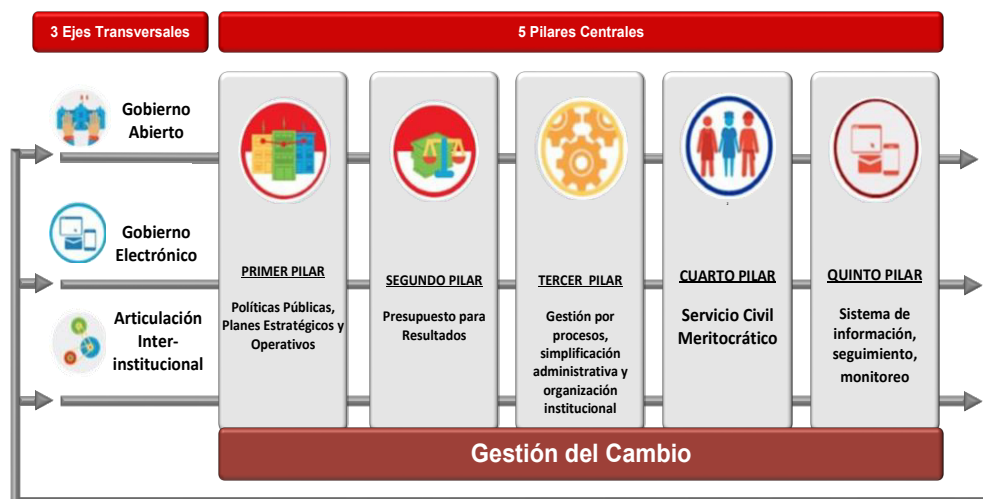 3 Ejes Transversales
5 Pilares Centrales
Gobierno
Abierto
Gobierno
Electrónico
Articulación
Inter-
institucional
PRIMER PILAR
Políticas Públicas,
Planes Estratégicos y
Operativos
SEGUNDO PILAR
Presupuesto para
Resultados
TERCER PILAR
Gestión por
procesos,
simplificación
administrativa y
organización
institucional
2
CUARTO PILAR
Servicio Civil
Meritocrático
QUINTO PILAR
Sistema de
información,
seguimiento,
monitoreo
Gestión del Cambio